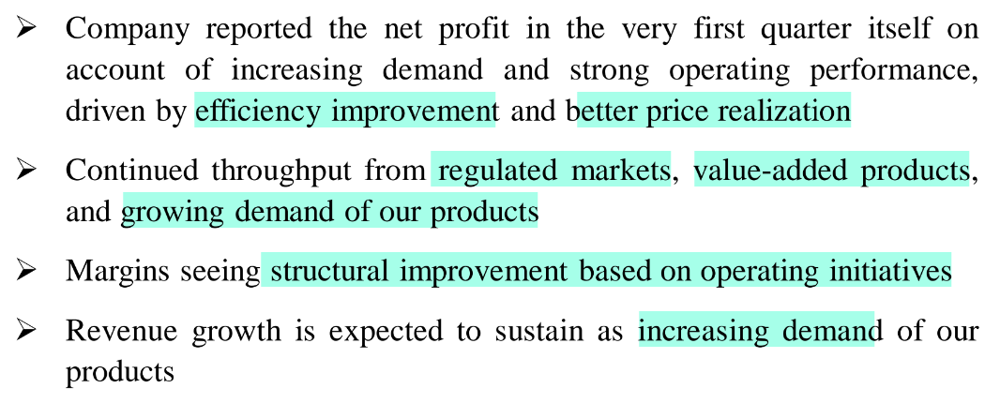 ➢ Company reported the net profit in the very first quarter itself on
account of increasing demand and strong operating performance,
driven by efficiency improvement and better price realization
➢ Continued throughput from regulated markets, value-added products,
and growing demand of our products
➢ Margins seeing structural improvement based on operating initiatives
➢ Revenue growth is expected to sustain as increasing demand of our
products